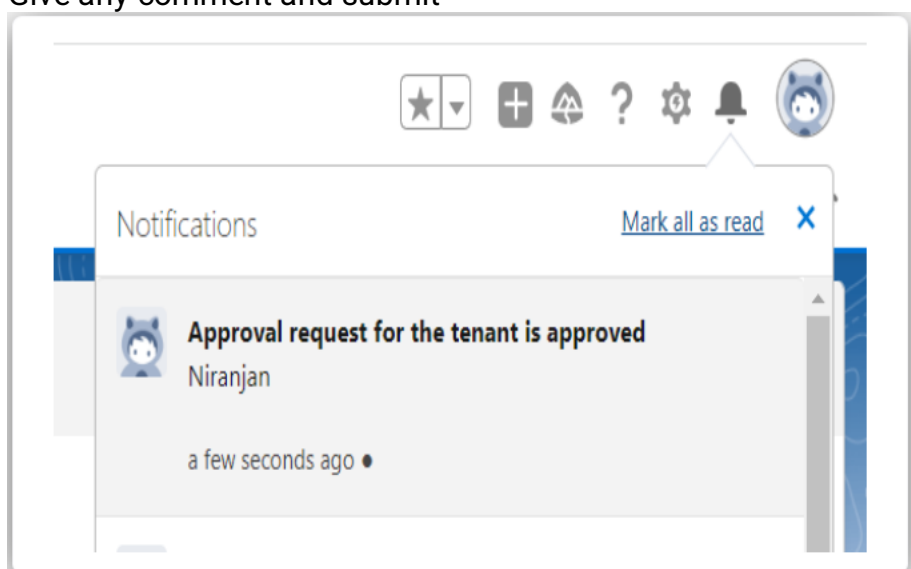 Give any comment and submit
Notifications
Mark all as read
Approval request for the tenant is approved
Niranjan
a few seconds ago